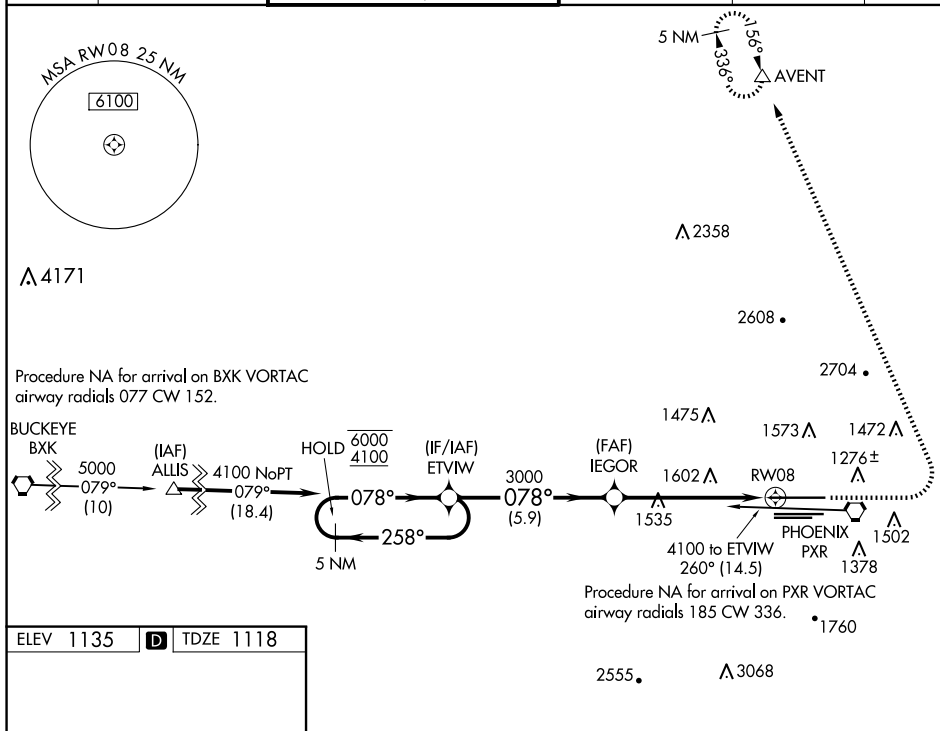 MSA RW08 25 NM
6100
5 NM
156°
336°
AVENT
2358
4171
2608
2704
Procedure NA for arrival on BXK VORTAC
airway radials 077 CW 152.
1475
1573
1472
BUCKEYE
BXK
5000
079°
(10)
(IAF)
ALLIS
4100 NoPT
079°
(18.4)
HOLD
6000
4100
078°
258°
5 NM
(IF/IAF)
ETVIW
3000
078°
(5.9)
(FAF)
IEGOR
1602
1535
RW08
1276±
PHOENIX
PXR
1502
1378
4100 to ETVIW
260° (14.5)
Procedure NA for arrival on PXR VORTAC
airway radials 185 CW 336.
1760
2555
3068
ELEV 1135 D TDZE 1118